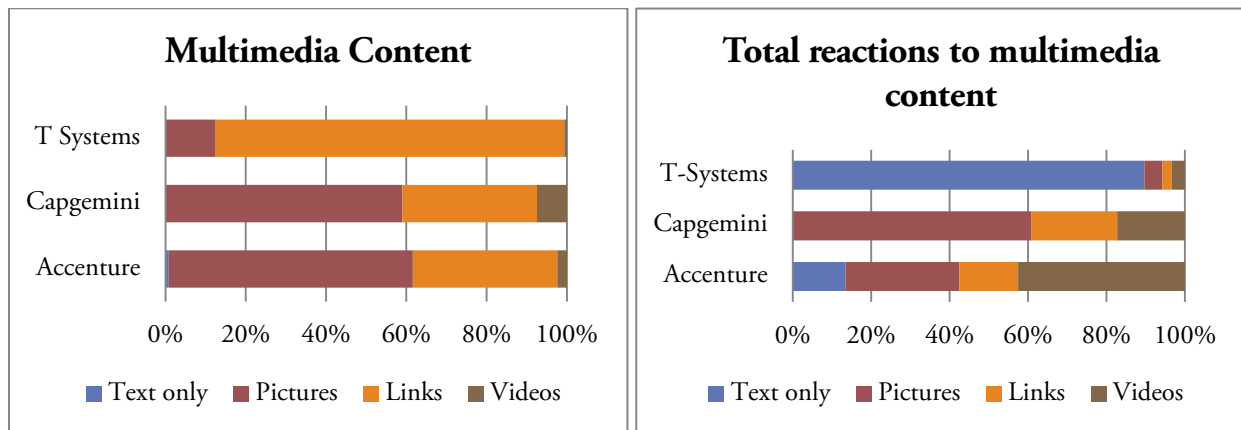 Multimedia Content
T Systems
Capgemini
Accenture
0% 20% 40% 60% 80% 100%
Text only Pictures Links Videos
Total reactions to multimedia
content
T-Systems
Capgemini
Accenture
0% 20% 40% 60% 80% 100%
Text only Pictures Links Videos